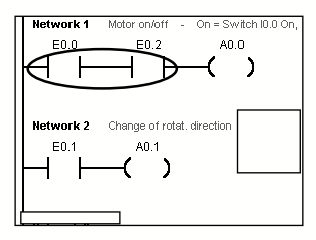 Network 1 Motor on/off - On = Switch I0.0 On,
E0.0 E0.2 A0.0
Network 2 Change of rotat. direction
E0.1 A0.1